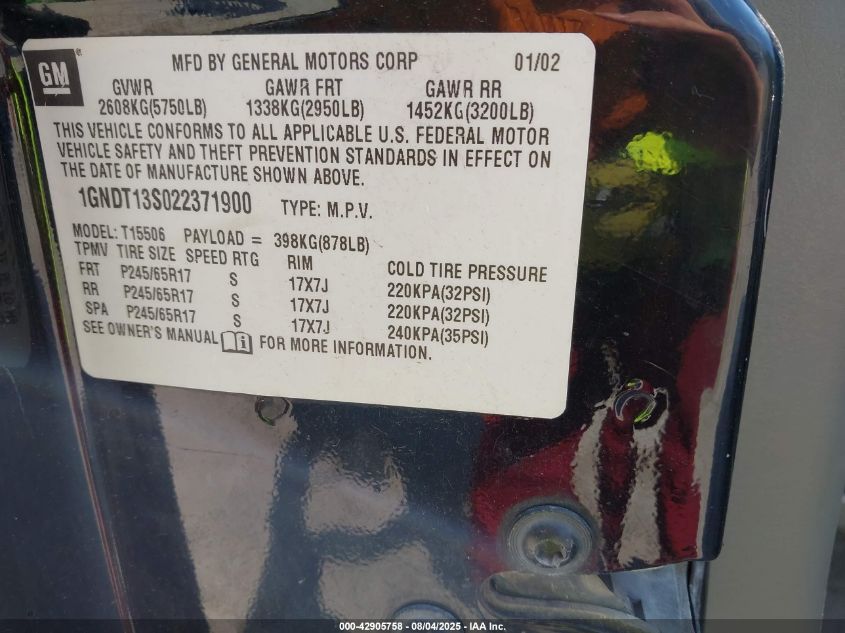 GM
MFD BY GENERAL MOTORS CORP 01/02
GVWR GAWR FRT GAWR RR
2608KG(5750LB) 1338KG(2950LB) 1452KG(3200LB)
THIS VEHICLE CONFORMS TO ALL APPLICABLE U.S. FEDERAL MOTOR
VEHICLE SAFETY AND THEFT PREVENTION STANDARDS IN EFFECT ON
THE DATE OF MANUFACTURE SHOWN ABOVE.
1GNDT13S022371900 TYPE: M.P.V.
MODEL: T15506 PAYLOAD = 398KG(878LB)
TPMV TIRE SIZE SPEED RTG RIM COLD TIRE PRESSURE
FRT P245/65R17 S 17X7J 220KPA(32PSI)
RR P245/65R17 S 17X7J 220KPA(32PSI)
SPA P245/65R17 S 17X7J 240KPA(35PSI)
SEE OWNER'S MANUAL i FOR MORE INFORMATION.
000-42905758 - 08/04/2025 - IAA Inc.